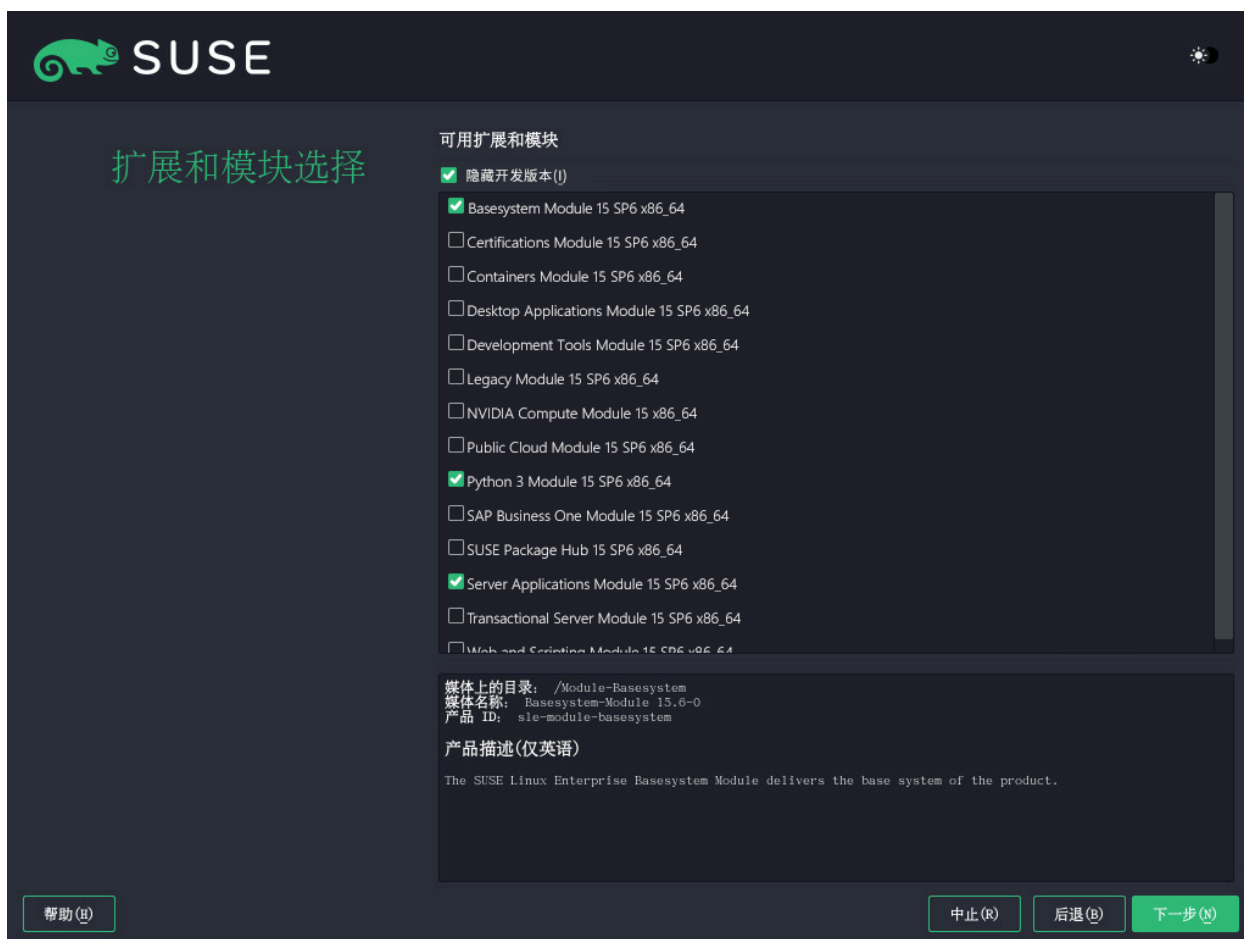 SUSE
扩展和模块选择
可用扩展和模块
隐藏开发版本(I)
Basesystem Module 15 SP6 x86_64
Certifications Module 15 SP6 x86_64
Containers Module 15 SP6 x86_64
Desktop Applications Module 15 SP6 x86_64
Development Tools Module 15 SP6 x86_64
Legacy Module 15 SP6 x86_64
NVIDIA Compute Module 15 x86_64
Public Cloud Module 15 SP6 x86_64
Python 3 Module 15 SP6 x86_64
SAP Business One Module 15 SP6 x86_64
SUSE Package Hub 15 SP6 x86_64
Server Applications Module 15 SP6 x86_64
Transactional Server Module 15 SP6 x86_64
Web and Scripting Module 15 SP6 x86_64
媒体上的目录： /Module-Basesystem
媒体名称： Basesystem-Module 15.6-0
产品 ID： sle-module-basesystem
产品描述(仅英语)
The SUSE Linux Enterprise Basesystem Module delivers the base system of the product.
帮助(H)
中止(R)
后退(B)
下一步(N)